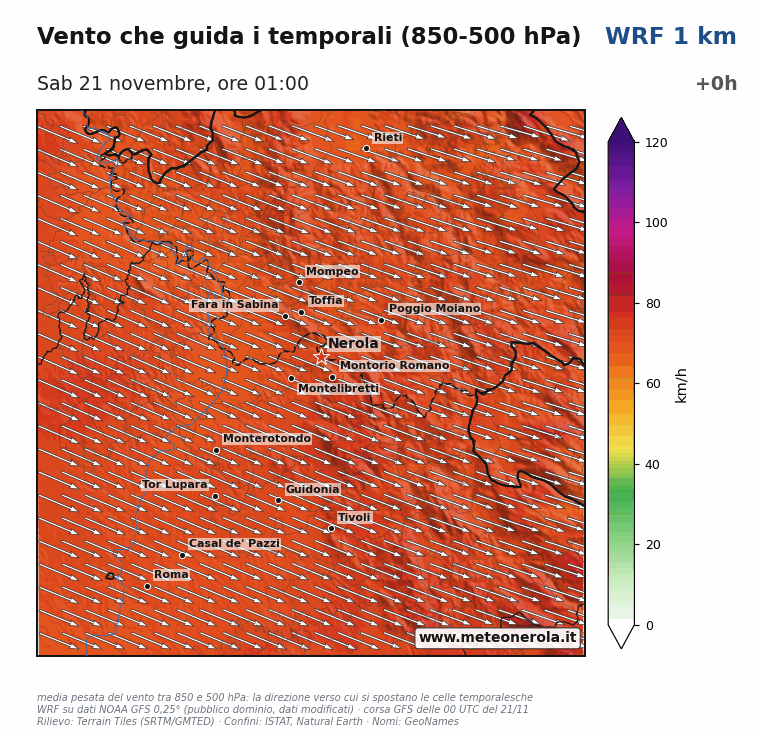 Vento che guida i temporali (850-500 hPa) WRF 1 km
Sab 21 novembre, ore 01:00 +0h
Rieti
Mompeo
Fara in Sabina
Toffia
Poggio Moiano
Nerola
Montorio Romano
Montelibretti
Monterotondo
Tor Lupara
Guidonia
Tivoli
Casal de' Pazzi
Roma
www.meteonerola.it
120
100
80
60
40
20
0
km/h
media pesata del vento tra 850 e 500 hPa: la direzione verso cui si spostano le celle temporalesche
WRF su dati NOAA GFS 0,25° (pubblico dominio, dati modificati) · corsa GFS delle 00 UTC del 21/11
Rilievo: Terrain Tiles (SRTM/GMTED) · Confini: ISTAT, Natural Earth · Nomi: GeoNames